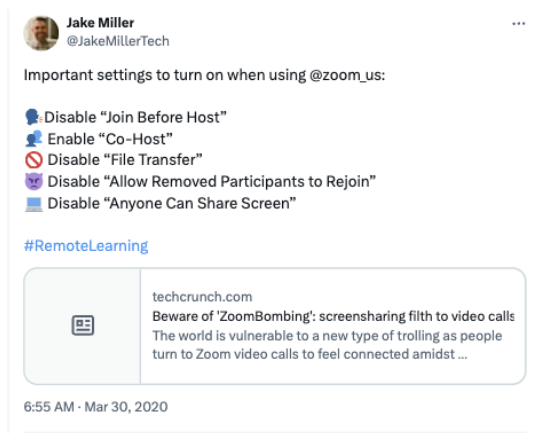 Jake Miller
@JakeMillerTech
Important settings to turn on when using @zoom_us:
🗣️Disable “Join Before Host”
👥 Enable “Co-Host”
🚫 Disable “File Transfer”
👿 Disable “Allow Removed Participants to Rejoin”
💻 Disable “Anyone Can Share Screen”
#RemoteLearning
techcrunch.com
Beware of 'ZoomBombing': screensharing filth to video calls
The world is vulnerable to a new type of trolling as people
turn to Zoom video calls to feel connected amidst ...
6:55 AM · Mar 30, 2020